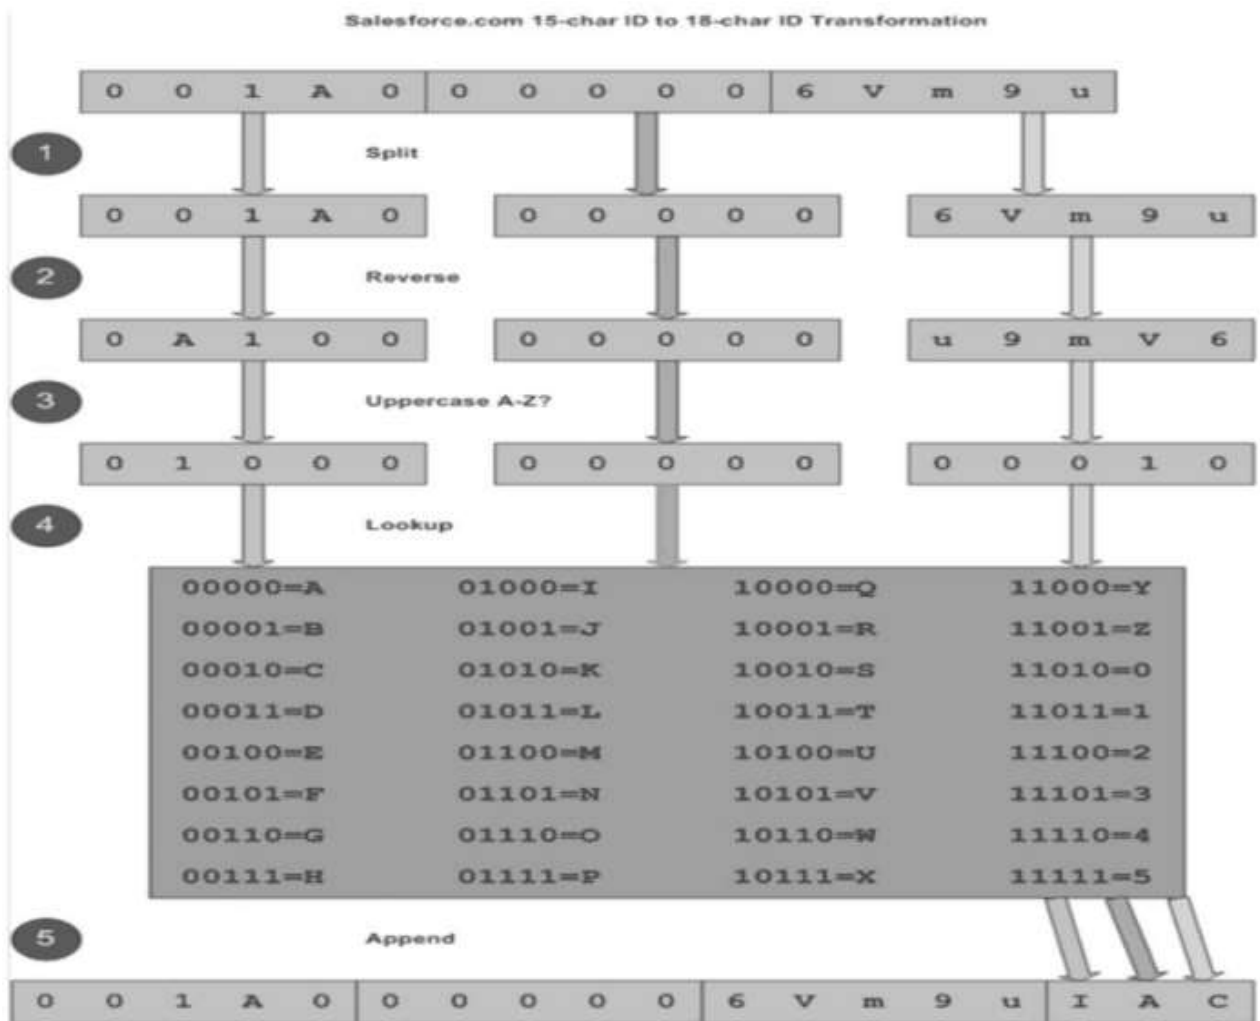 Salesforce.com 15-char ID to 18-char ID Transformation
0 0 1 A 0 0 0 0 0 0 6 V m 9 u
1 Split
0 0 1 A 0 0 0 0 0 0 6 V m 9 u
2 Reverse
0 A 1 0 0 0 0 0 0 0 u 9 m V 6
3 Uppercase A-Z?
0 1 0 0 0 0 0 0 0 0 0 0 0 1 0
4 Lookup
00000=A 01000=I 10000=Q 11000=Y
00001=B 01001=J 10001=R 11001=Z
00010=C 01010=K 10010=S 11010=0
00011=D 01011=L 10011=T 11011=1
00100=E 01100=M 10100=U 11100=2
00101=F 01101=N 10101=V 11101=3
00110=G 01110=O 10110=W 11110=4
00111=H 01111=P 10111=X 11111=5
5 Append
0 0 1 A 0 0 0 0 0 0 6 V m 9 u I A C